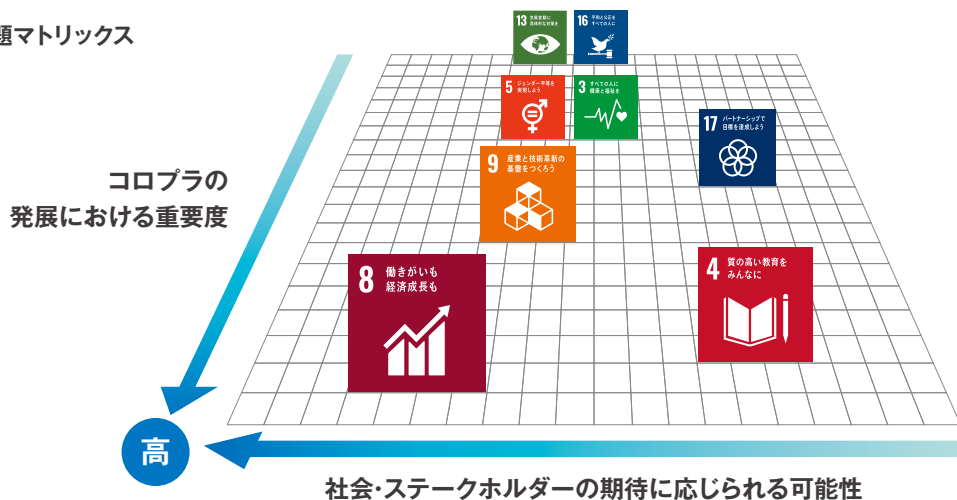 題マトリックス
13 気候変動に
具体的な対策を
16 平和と公正を
すべての人に
5 ジェンダー平等を
実現しよう
3 すべての人に
健康と福祉を
17 パートナーシップで
目標を達成しよう
9 産業と技術革新の
基盤をつくろう
コロプラの
発展における重要度
8 働きがいも
経済成長も
4 質の高い教育を
みんなに
高
社会・ステークホルダーの期待に応じられる可能性